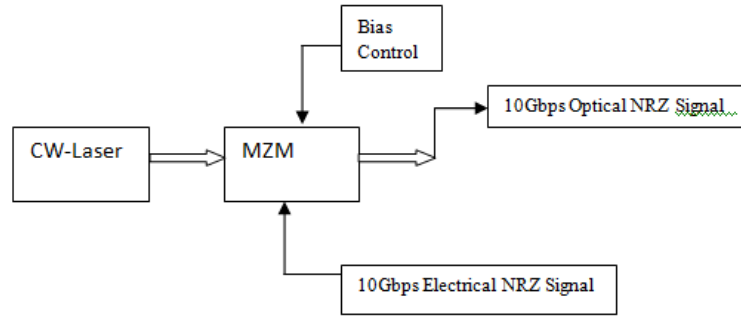 Bias
Control
10Gbps Optical NRZ Signal
CW-Laser
MZM
10Gbps Electrical NRZ Signal